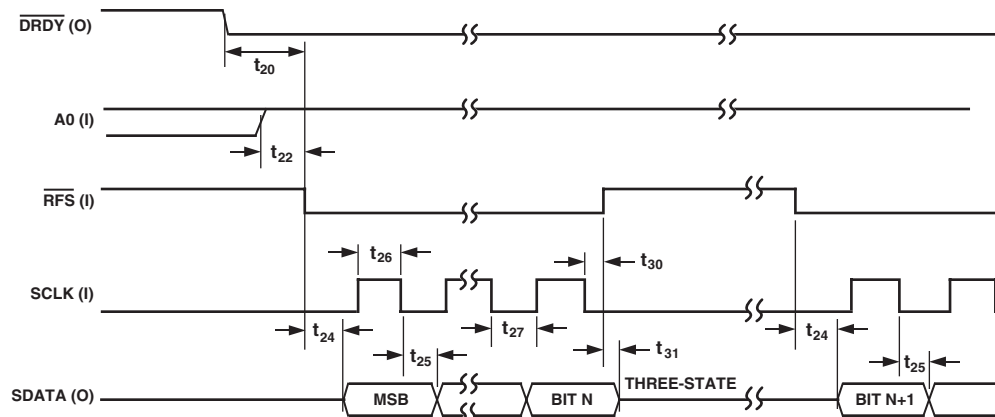 DRDY (O)
t20
A0 (I)
t22
RFS (I)
t26
t30
SCLK (I)
t24
t27
t24
t25
t31
t25
SDATA (O)
MSB
BIT N
THREE-STATE
BIT N+1